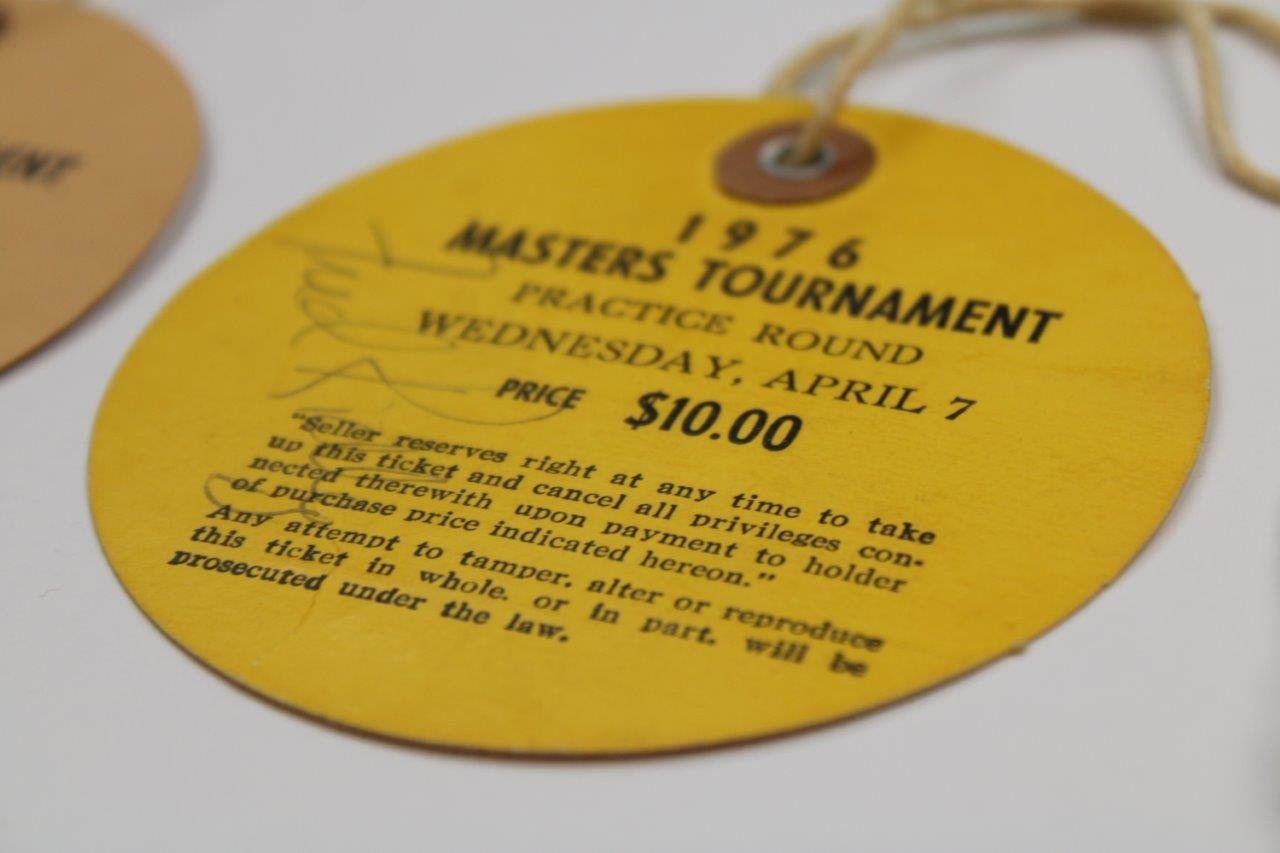 1976
MASTERS TOURNAMENT
PRACTICE ROUND
WEDNESDAY, APRIL 7
PRICE $10.00
"Seller reserves right at any time to take
up this ticket and cancel all privileges con-
nected therewith upon payment to holder
of purchase price indicated hereon."
Any attempt to tamper, alter or reproduce
this ticket in whole, or in part, will be
prosecuted under the law.